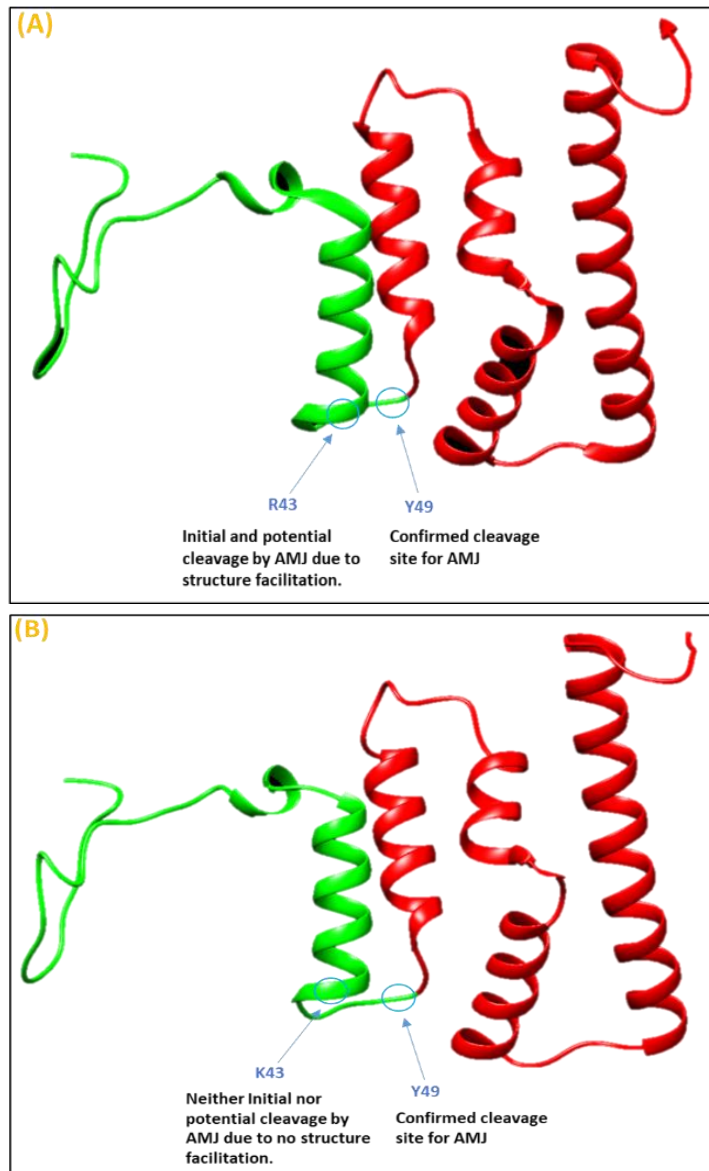 (A)
R43
Y49
Initial and potential
cleavage by AMJ due to
structure facilitation.
Confirmed cleavage
site for AMJ
(B)
K43
Y49
Neither Initial nor
potential cleavage by
AMJ due to no structure
facilitation.
Confirmed cleavage
site for AMJ